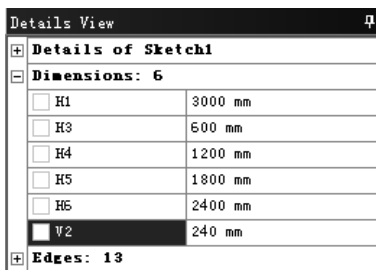 Details View
Details of Sketch1
Dimensions: 6
H1 3000 mm
H3 600 mm
H4 1200 mm
H5 1800 mm
H6 2400 mm
V2 240 mm
Edges: 13